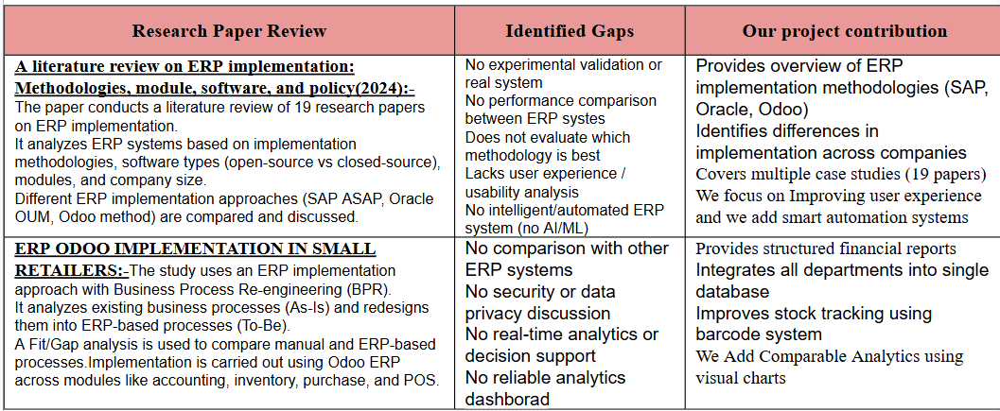 Research Paper Review
Identified Gaps
Our project contribution
A literature review on ERP implementation:
Methodologies, module, software, and policy(2024):-
The paper conducts a literature review of 19 research papers
on ERP implementation.
It analyzes ERP systems based on implementation
methodologies, software types (open-source vs closed-source),
modules, and company size.
Different ERP implementation approaches (SAP ASAP, Oracle
OUM, Odoo method) are compared and discussed.
No experimental validation or
real system
No performance comparison
between ERP systes
Does not evaluate which
methodology is best
Lacks user experience /
usability analysis
No intelligent/automated ERP
system (no AI/ML)
Provides overview of ERP
implementation methodologies (SAP,
Oracle, Odoo)
Identifies differences in
implementation across companies
Covers multiple case studies (19 papers)
We focus on Improving user experience
and we add smart automation systems
ERP ODOO IMPLEMENTATION IN SMALL
RETAILERS:-The study uses an ERP implementation
approach with Business Process Re-engineering (BPR).
It analyzes existing business processes (As-Is) and redesigns
them into ERP-based processes (To-Be).
A Fit/Gap analysis is used to compare manual and ERP-based
processes.Implementation is carried out using Odoo ERP
across modules like accounting, inventory, purchase, and POS.
No comparison with other
ERP systems
No security or data
privacy discussion
No real-time analytics or
decision support
No reliable analytics
dashborad
Provides structured financial reports
Integrates all departments into single
database
Improves stock tracking using
barcode system
We Add Comparable Analytics using
visual charts